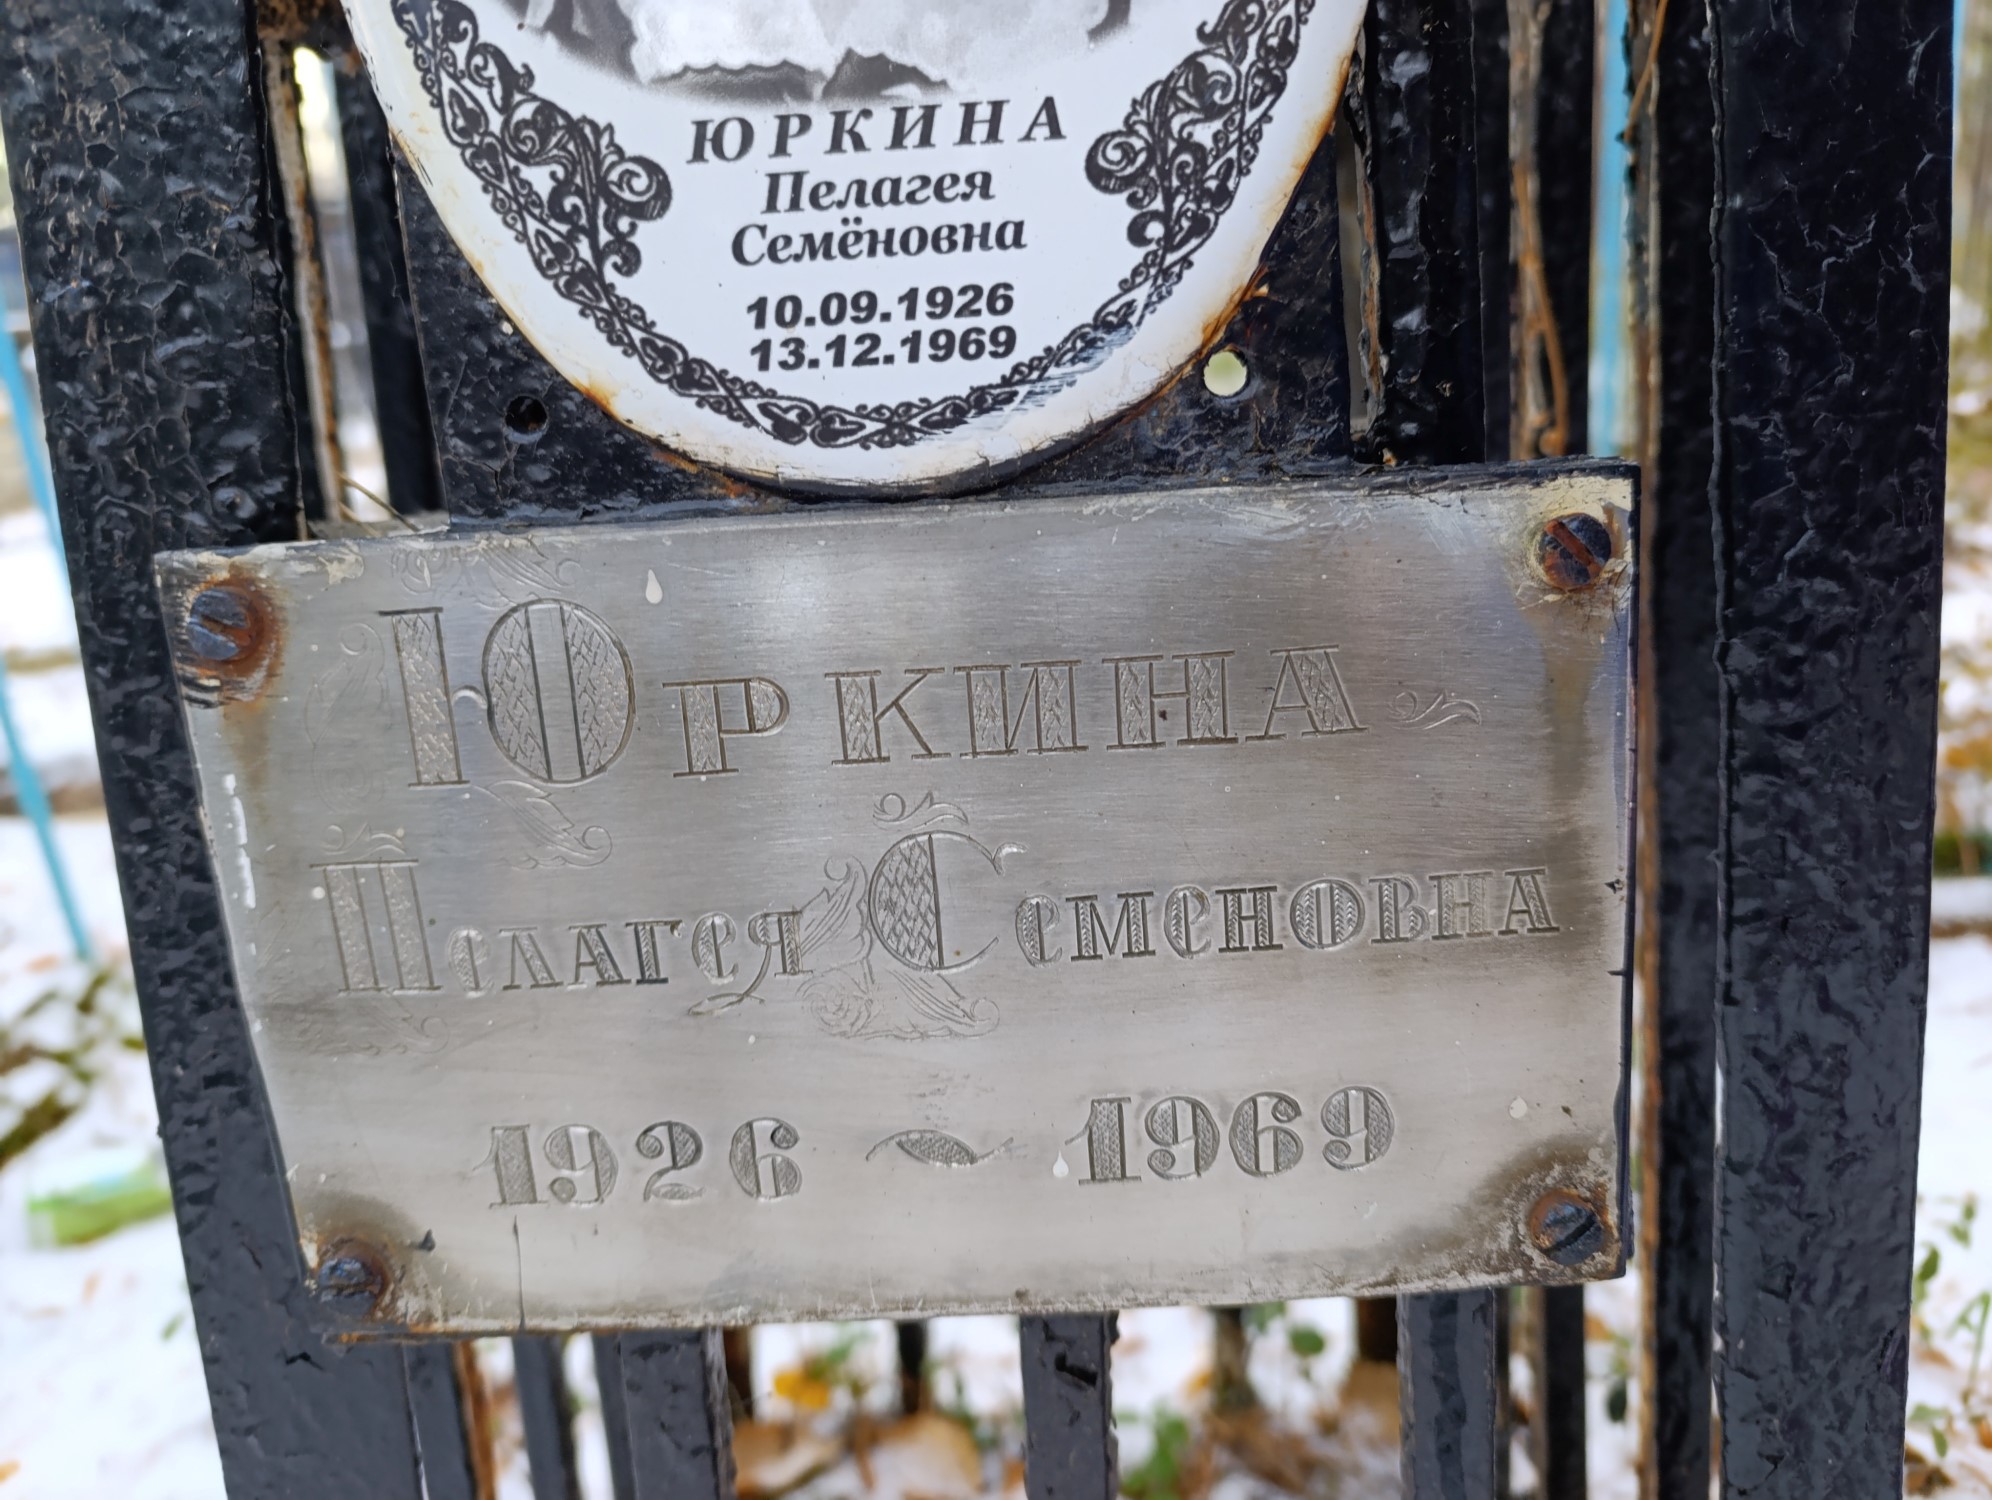 ЮРКИНА
Пелагея
Семёновна
10.09.1926
13.12.1969
ЮРКИНА
ПЕЛАГЕЯ СЕМЕНОВНА
1926 ~ 1969